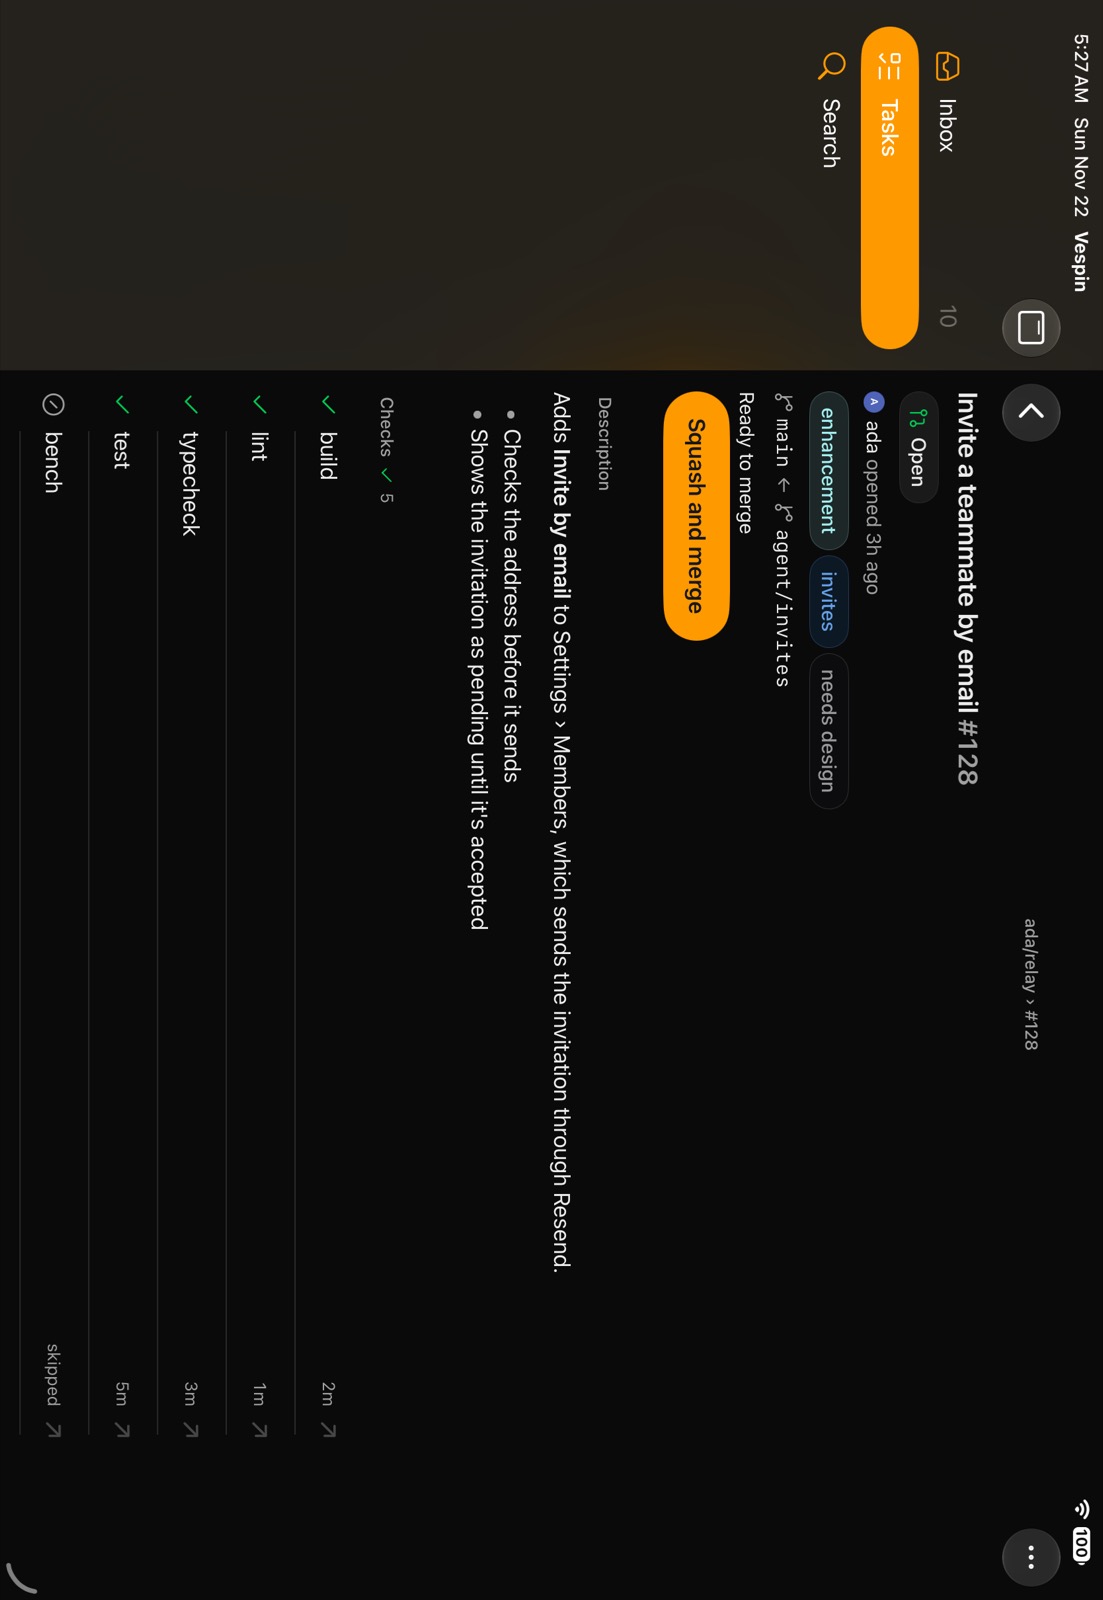 5:27 AM Sun Nov 22 Vespin
100
Inbox 10
Tasks
Search
ada/relay › #128
Invite a teammate by email #128
Open
A ada opened 3h ago
enhancement invites needs design
main ← agent/invites
Ready to merge
Squash and merge
Description
Adds Invite by email to Settings › Members, which sends the invitation through Resend.
• Checks the address before it sends
• Shows the invitation as pending until it's accepted
Checks ✓ 5
build 2m
lint 1m
typecheck 3m
test 5m
bench skipped